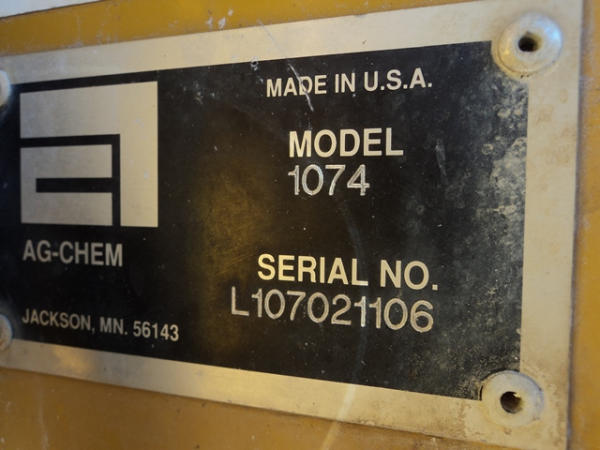 MADE IN U.S.A.
MODEL
1074
AG-CHEM
SERIAL NO.
L107021106
JACKSON, MN. 56143